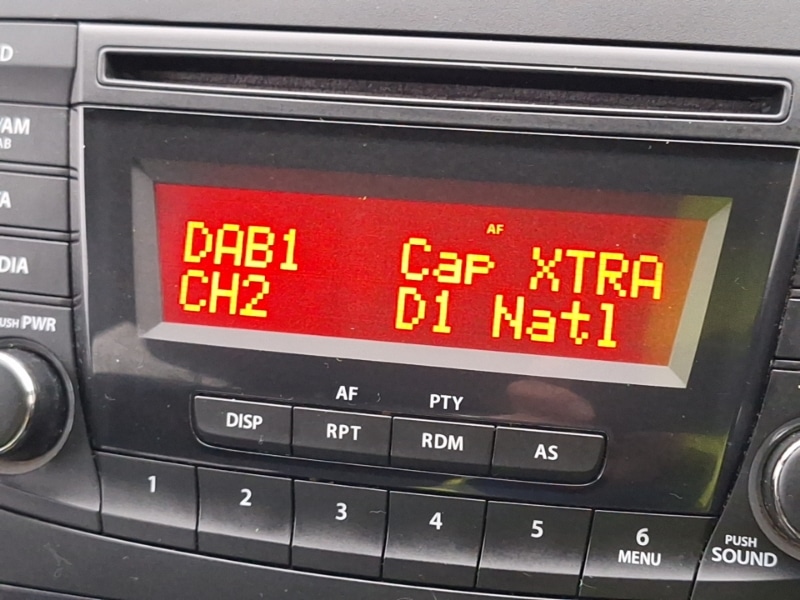 D
/AM
AB
TA
DIA
PUSH PWR
AF
DAB1 Cap XTRA
CH2 D1 Natl
AF PTY
DISP RPT RDM AS
1 2 3 4 5 6
MENU
PUSH
SOUND